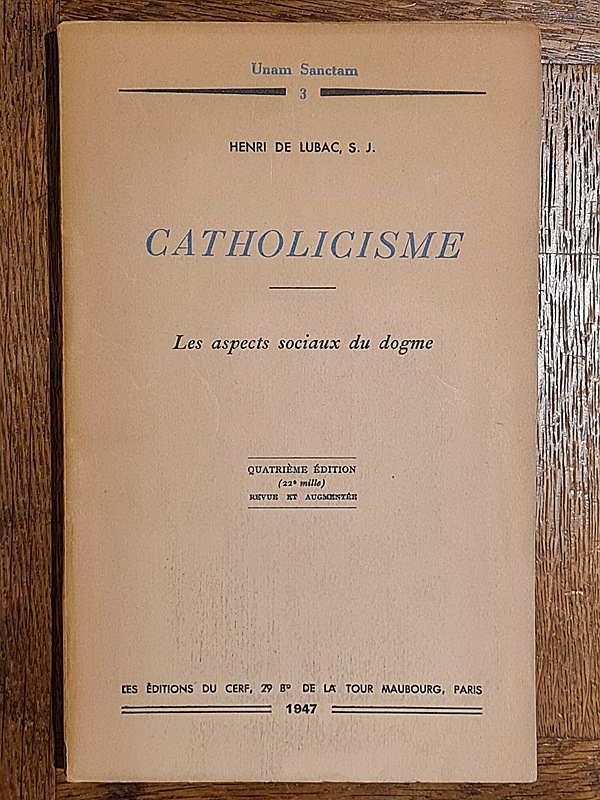 Unam Sanctam
3
HENRI DE LUBAC, S. J.
CATHOLICISME
Les aspects sociaux du dogme
QUATRIÈME ÉDITION
(22e mille)
REVUE ET AUGMENTÉE
LES ÉDITIONS DU CERF, 29 Bᴰ DE LA TOUR MAUBOURG, PARIS
1947